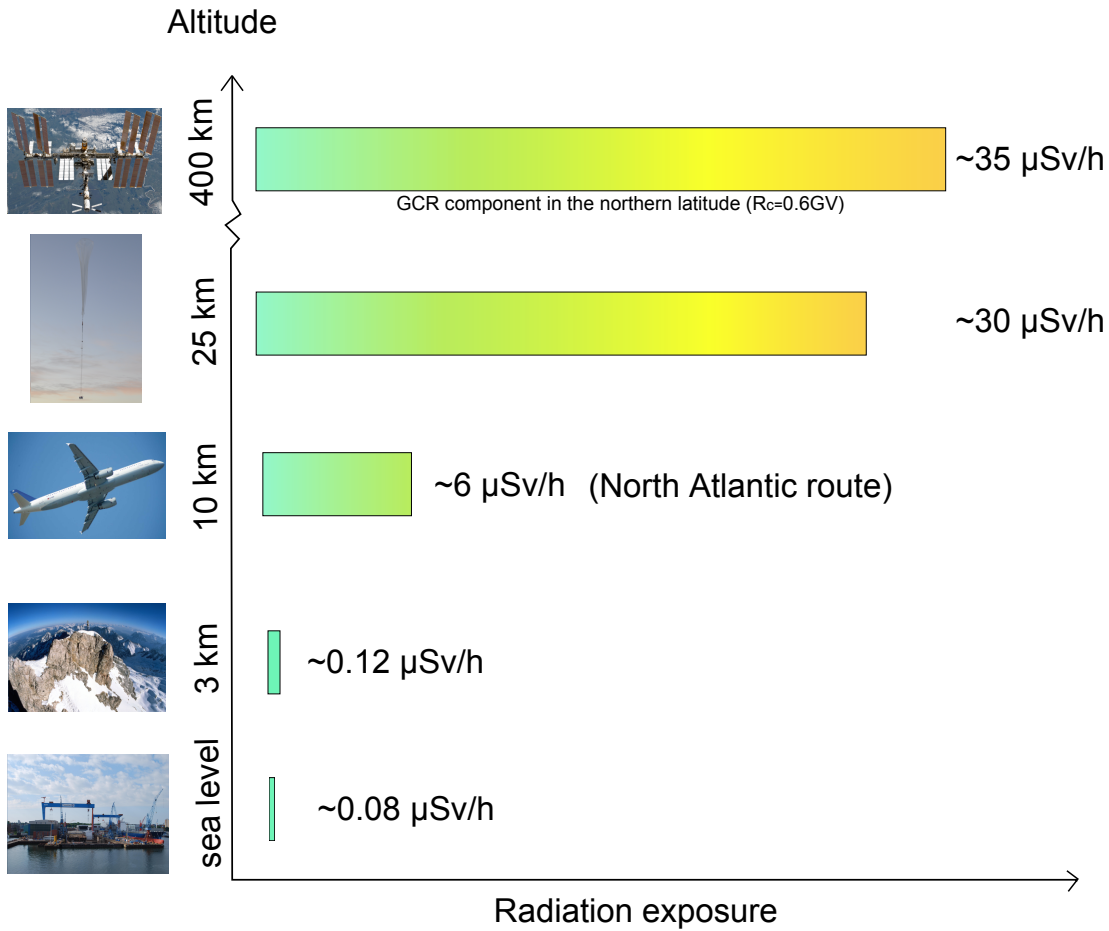 Altitude
400 km
~35 µSv/h
GCR component in the northern latitude (Rc=0.6GV)
25 km
~30 µSv/h
10 km
~6 µSv/h (North Atlantic route)
3 km
~0.12 µSv/h
sea level
~0.08 µSv/h
Radiation exposure